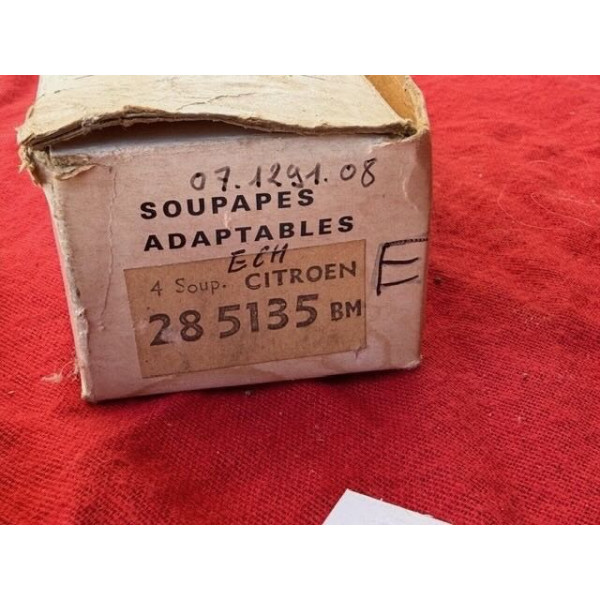 07.1291.08
SOUPAPES
ADAPTABLES
ECH
E
4 Soup. CITROEN
28 5135 BM